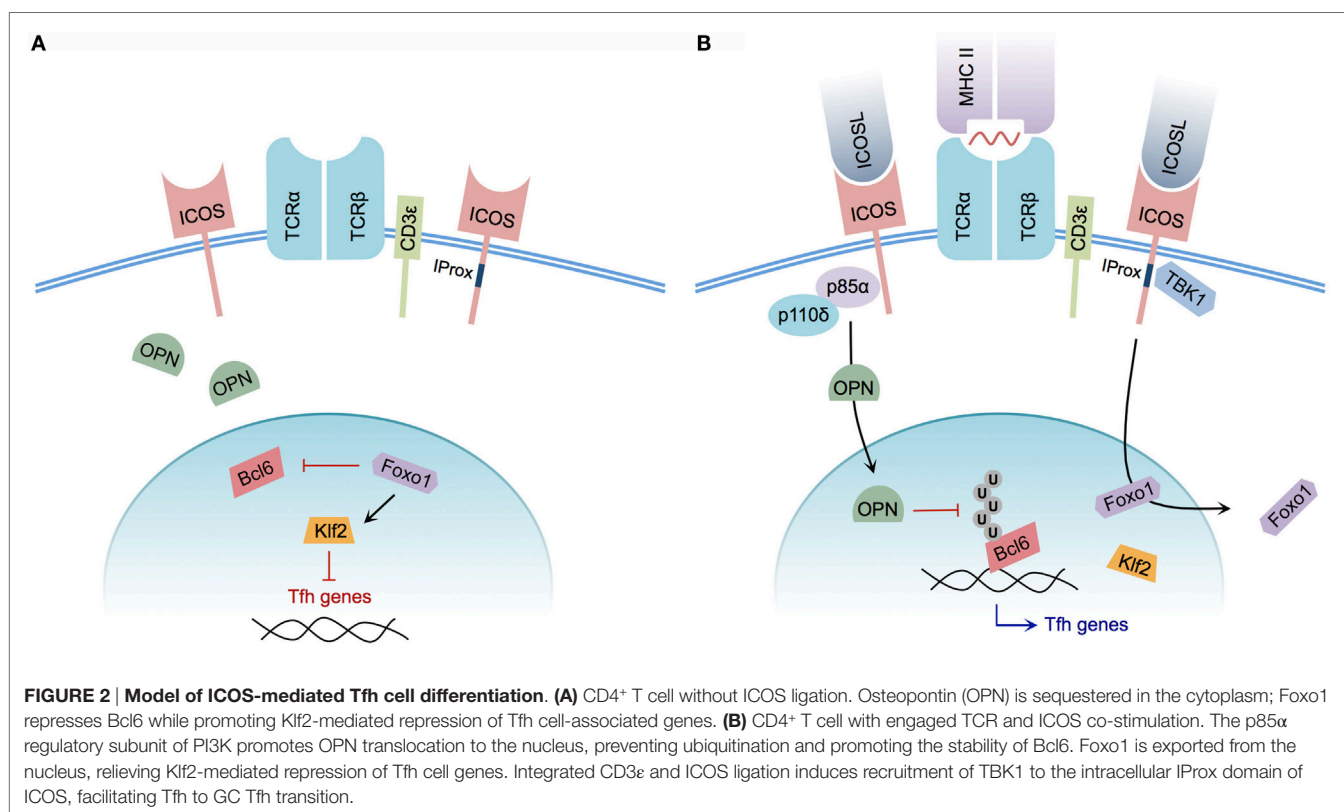 A
ICOS
TCRα
TCRβ
CD3ε
ICOS
IProx
OPN
OPN
Bcl6
Foxo1
Klf2
Tfh genes
B
ICOSL
MHC II
ICOSL
ICOS
TCRα
TCRβ
CD3ε
ICOS
IProx
TBK1
p85α
p110δ
OPN
OPN
U
U
U
U
U
Bcl6
Foxo1
Foxo1
Klf2
Tfh genes
FIGURE 2 | Model of ICOS-mediated Tfh cell differentiation. (A) CD4+ T cell without ICOS ligation. Osteopontin (OPN) is sequestered in the cytoplasm; Foxo1
represses Bcl6 while promoting Klf2-mediated repression of Tfh cell-associated genes. (B) CD4+ T cell with engaged TCR and ICOS co-stimulation. The p85α
regulatory subunit of PI3K promotes OPN translocation to the nucleus, preventing ubiquitination and promoting the stability of Bcl6. Foxo1 is exported from the
nucleus, relieving Klf2-mediated repression of Tfh cell genes. Integrated CD3ε and ICOS ligation induces recruitment of TBK1 to the intracellular IProx domain of
ICOS, facilitating Tfh to GC Tfh transition.